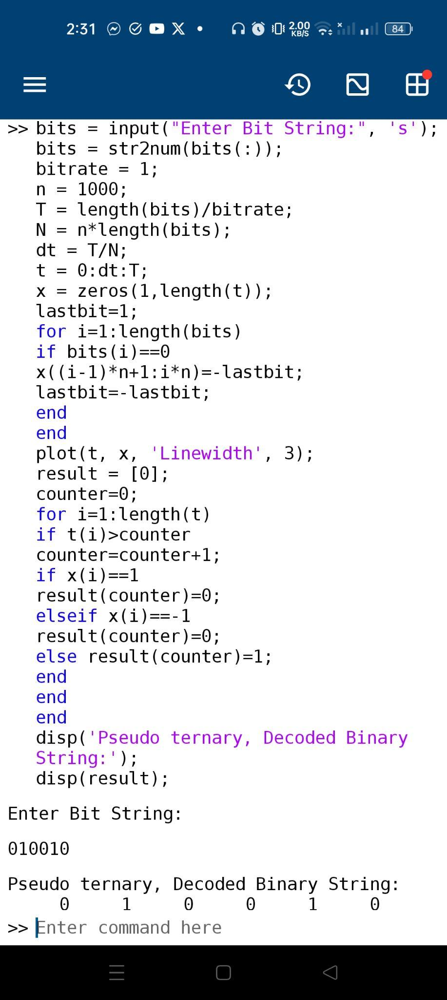 2:31 2.00 KB/S 84
>> bits = input("Enter Bit String:", 's');
bits = str2num(bits(:));
bitrate = 1;
n = 1000;
T = length(bits)/bitrate;
N = n*length(bits);
dt = T/N;
t = 0:dt:T;
x = zeros(1,length(t));
lastbit=1;
for i=1:length(bits)
if bits(i)==0
x((i-1)*n+1:i*n)=-lastbit;
lastbit=-lastbit;
end
end
plot(t, x, 'Linewidth', 3);
result = [0];
counter=0;
for i=1:length(t)
if t(i)>counter
counter=counter+1;
if x(i)==1
result(counter)=0;
elseif x(i)==-1
result(counter)=0;
else result(counter)=1;
end
end
end
disp('Pseudo ternary, Decoded Binary
String:');
disp(result);
Enter Bit String:
010010
Pseudo ternary, Decoded Binary String:
0 1 0 0 1 0
>> Enter command here